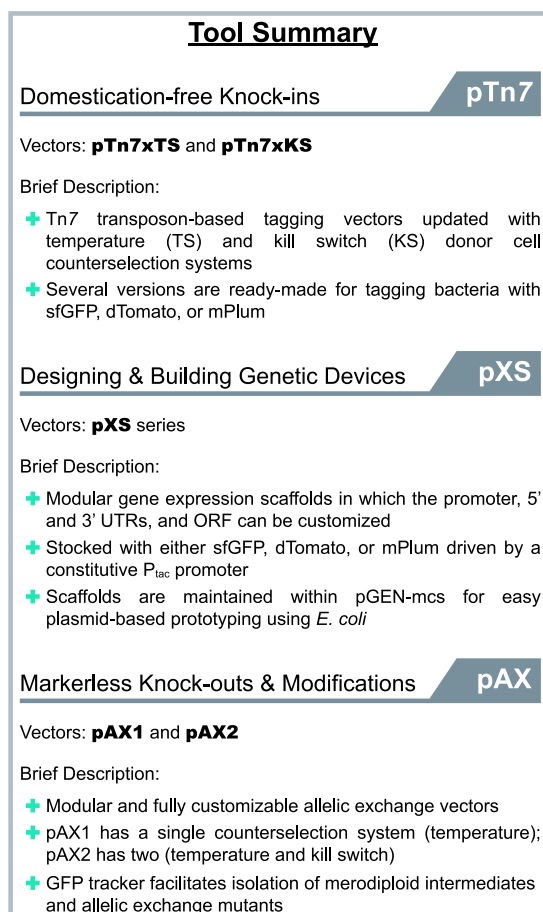 Tool Summary
Domestication-free Knock-ins pTn7
Vectors: pTn7xTS and pTn7xKS
Brief Description:
Tn7 transposon-based tagging vectors updated with
temperature (TS) and kill switch (KS) donor cell
counterselection systems
Several versions are ready-made for tagging bacteria with
sfGFP, dTomato, or mPlum
Designing & Building Genetic Devices pXS
Vectors: pXS series
Brief Description:
Modular gene expression scaffolds in which the promoter, 5’
and 3’ UTRs, and ORF can be customized
Stocked with either sfGFP, dTomato, or mPlum driven by a
constitutive Ptac promoter
Scaffolds are maintained within pGEN-mcs for easy
plasmid-based prototyping using E. coli
Markerless Knock-outs & Modifications pAX
Vectors: pAX1 and pAX2
Brief Description:
Modular and fully customizable allelic exchange vectors
pAX1 has a single counterselection system (temperature);
pAX2 has two (temperature and kill switch)
GFP tracker facilitates isolation of merodiploid intermediates
and allelic exchange mutants